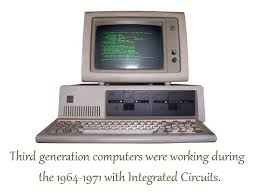 Third generation computers were working during
the 1964-1971 with Integrated Circuits.